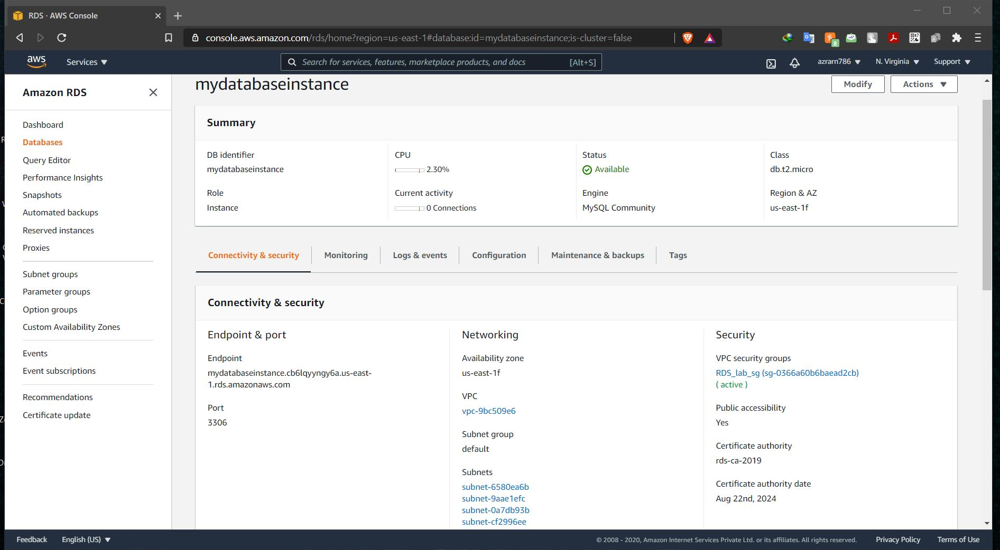 RDS · AWS Console
console.aws.amazon.com/rds/home?region=us-east-1#database:id=mydatabaseinstance;is-cluster=false
8
aws
Services
Search for services, features, marketplace products, and docs
[Alt+S]
azrarn786
N. Virginia
Support
Amazon RDS
Dashboard
Databases
Query Editor
Performance Insights
Snapshots
Automated backups
Reserved instances
Proxies
Subnet groups
Parameter groups
Option groups
Custom Availability Zones
Events
Event subscriptions
Recommendations
Certificate update
mydatabaseinstance
Modify
Actions
Summary
DB identifier
mydatabaseinstance
CPU
2.30%
Status
Available
Class
db.t2.micro
Role
Instance
Current activity
0 Connections
Engine
MySQL Community
Region & AZ
us-east-1f
Connectivity & security
Monitoring
Logs & events
Configuration
Maintenance & backups
Tags
Connectivity & security
Endpoint & port
Endpoint
mydatabaseinstance.cb6lqyyngy6a.us-east-
1.rds.amazonaws.com
Port
3306
Networking
Availability zone
us-east-1f
VPC
vpc-9bc509e6
Subnet group
default
Subnets
subnet-6580ea6b
subnet-9aae1efc
subnet-0a7db93b
subnet-cf2996ee
Security
VPC security groups
RDS_lab_sg (sg-0366a60b6baead2cb)
( active )
Public accessibility
Yes
Certificate authority
rds-ca-2019
Certificate authority date
Aug 22nd, 2024
Feedback
English (US)
© 2008 - 2020, Amazon Internet Services Private Ltd. or its affiliates. All rights reserved.
Privacy Policy
Terms of Use